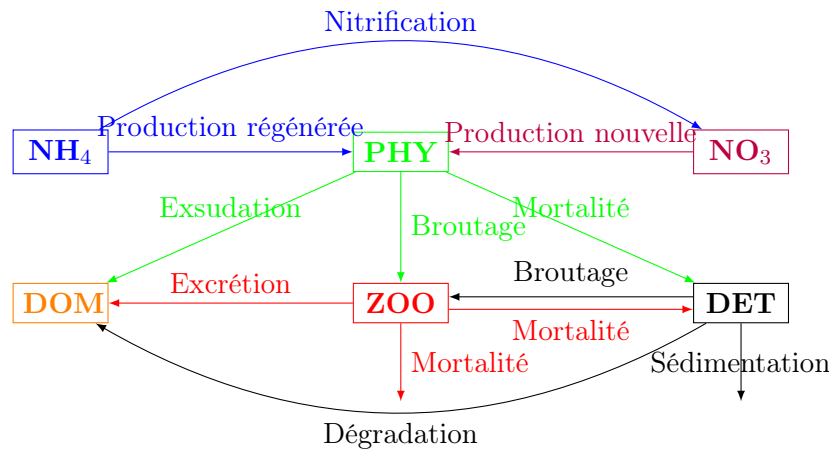 Nitrification
Production régénérée
Production nouvelle
NH₄
PHY
NO₃
Exsudation
Mortalité
Broutage
Broutage
Excrétion
DOM
ZOO
DET
Mortalité
Mortalité
Sédimentation
Dégradation